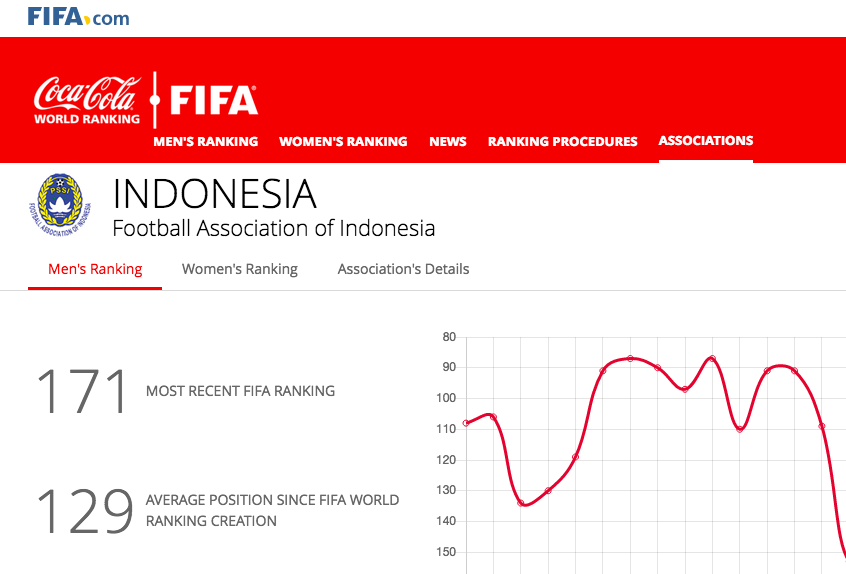 FIFA.com
Coca-Cola
WORLD RANKING
FIFA
MEN'S RANKING WOMEN'S RANKING NEWS RANKING PROCEDURES ASSOCIATIONS
PSSI
FOOTBALL ASSOCIATION OF INDONESIA
INDONESIA
Football Association of Indonesia
Men's Ranking Women's Ranking Association's Details
171 MOST RECENT FIFA RANKING
129 AVERAGE POSITION SINCE FIFA WORLD
RANKING CREATION
80
90
100
110
120
130
140
150